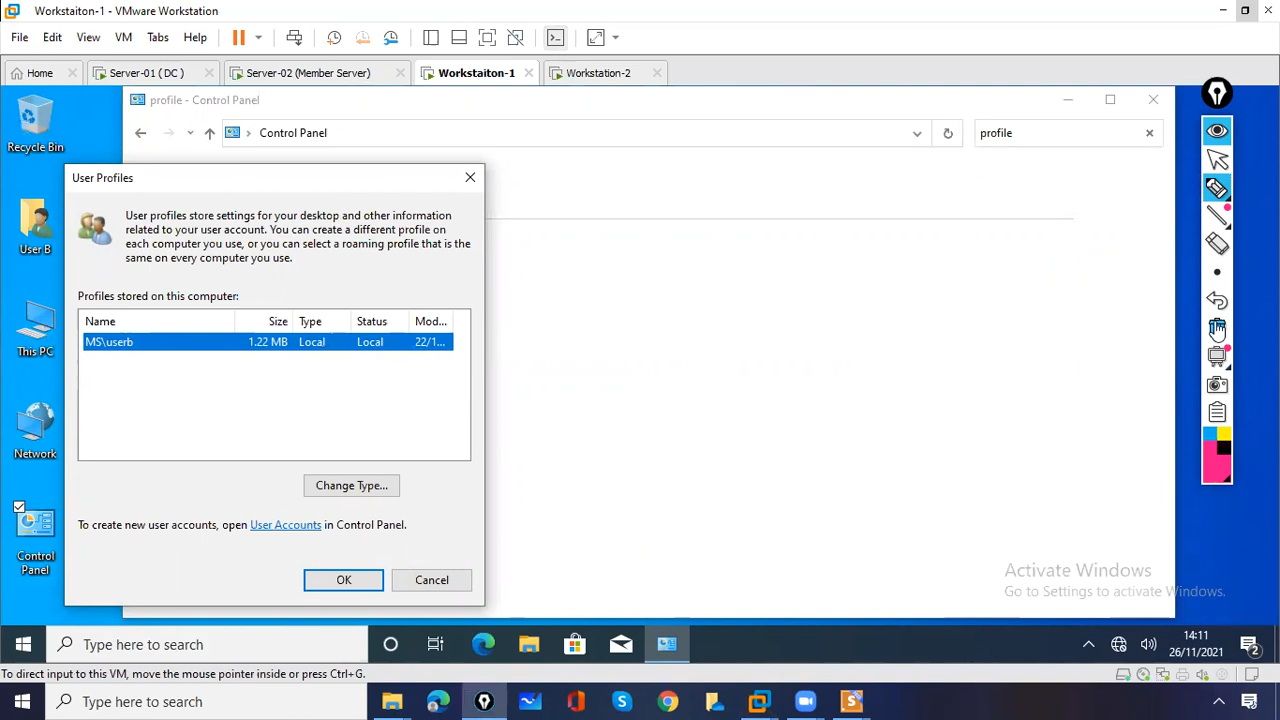 Workstaiton-1 - VMware Workstation
File Edit View VM Tabs Help
Home Server-01 ( DC ) Server-02 (Member Server) Workstaiton-1 Workstation-2
Recycle Bin
User B
This PC
Network
Control
Panel
profile - Control Panel
Control Panel
profile
User Profiles
User profiles store settings for your desktop and other information
related to your user account. You can create a different profile on
each computer you use, or you can select a roaming profile that is the
same on every computer you use.
Profiles stored on this computer:
Name Size Type Status Mod...
MS\userb 1.22 MB Local Local 22/1...
Change Type...
To create new user accounts, open User Accounts in Control Panel.
OK Cancel
Activate Windows
Go to Settings to activate Windows.
Type here to search
14:11
26/11/2021
2
To direct input to this VM, move the mouse pointer inside or press Ctrl+G.
Type here to search